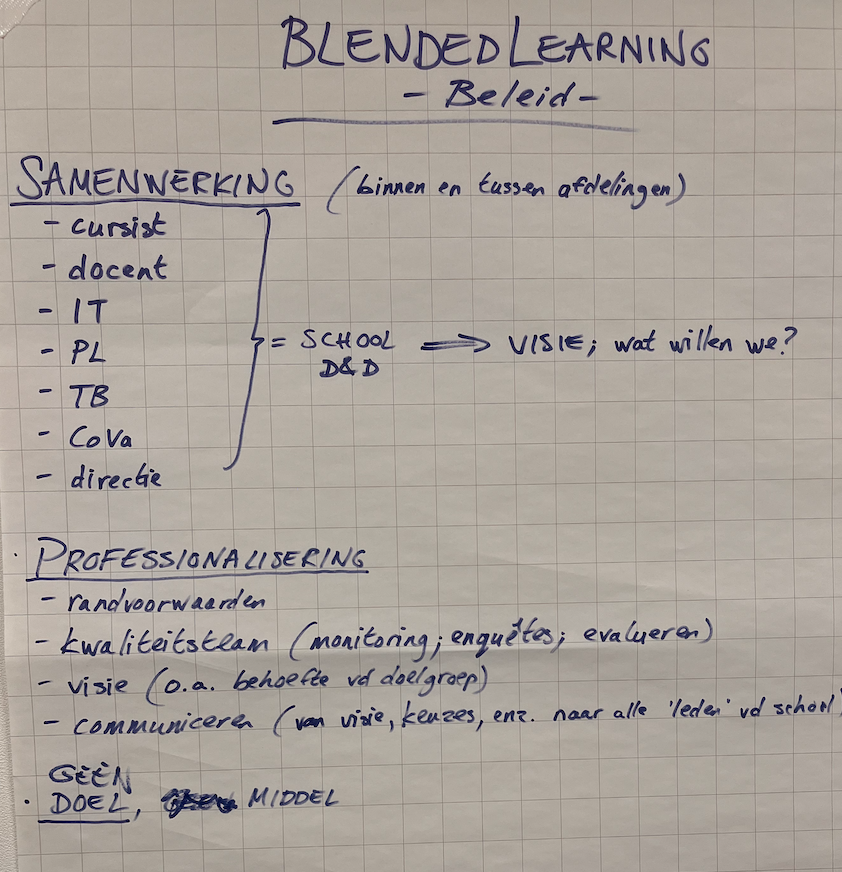 BLENDED LEARNING
- Beleid -
SAMENWERKING (binnen en tussen afdelingen)
- cursist
- docent
- IT
- PL
- TB
- CoVa
- directie
= SCHOOL ⟹ VISIE; wat willen we?
D&D
· PROFESSIONALISERING
- randvoorwaarden
- kwaliteitsteam (monitoring; enquêtes; evalueren)
- visie (o.a. behoefte vd doelgroep)
- communiceren (van visie, keuzes, enz. naar alle 'leden' vd school)
GEEN
· DOEL, MIDDEL